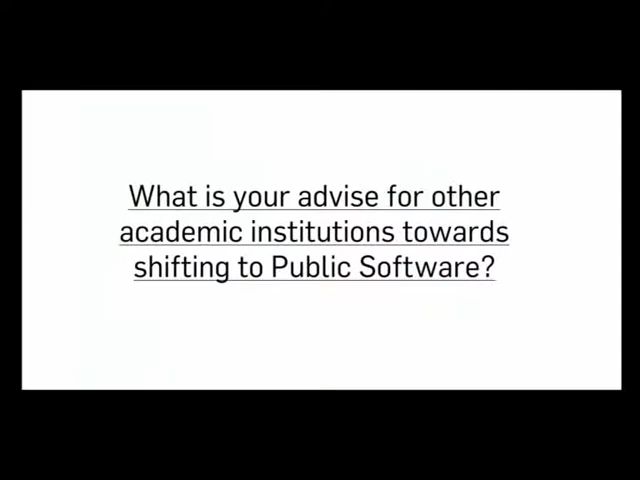 What is your advise for other
academic institutions towards
shifting to Public Software?